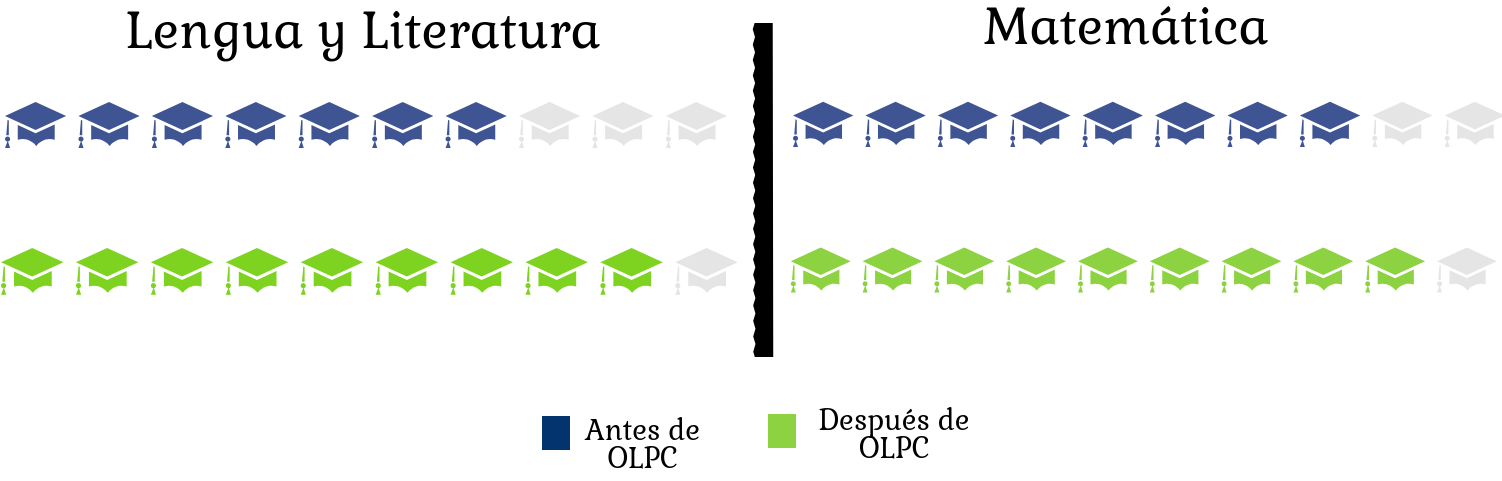 Lengua y Literatura
Matemática
Antes de
OLPC
Después de
OLPC